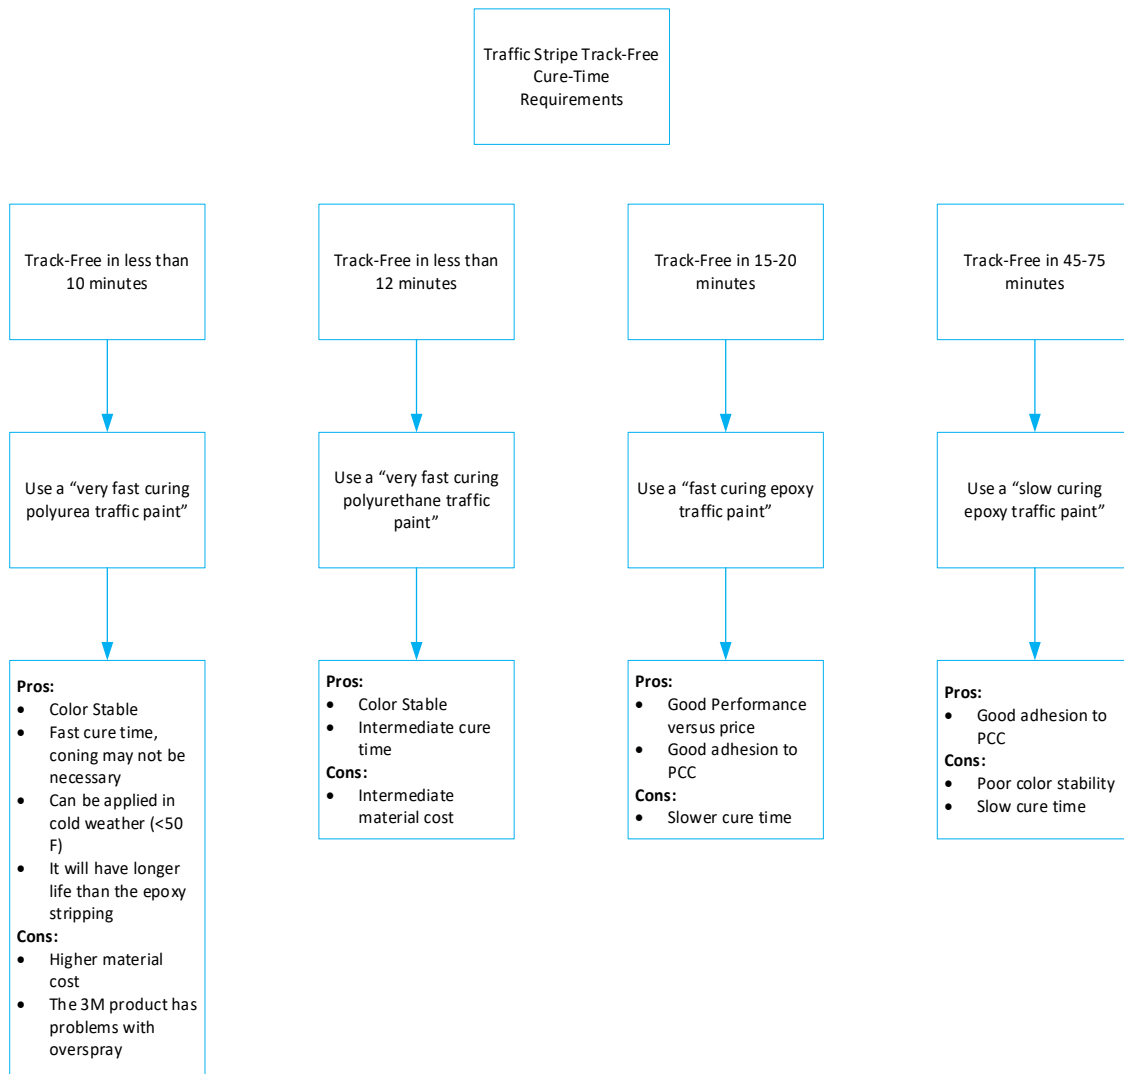 Traffic Stripe Track-Free
Cure-Time
Requirements
Track-Free in less than
10 minutes
Track-Free in less than
12 minutes
Track-Free in 15-20
minutes
Track-Free in 45-75
minutes
Use a “very fast curing
polyurea traffic paint”
Use a “very fast curing
polyurethane traffic
paint”
Use a “fast curing epoxy
traffic paint”
Use a “slow curing
epoxy traffic paint”
Pros:
• Color Stable
• Fast cure time,
coning may not be
necessary
• Can be applied in
cold weather (<50
F)
• It will have longer
life than the epoxy
stripping
Cons:
• Higher material
cost
• The 3M product has
problems with
overspray
Pros:
• Color Stable
• Intermediate cure
time
Cons:
• Intermediate
material cost
Pros:
• Good Performance
versus price
• Good adhesion to
PCC
Cons:
• Slower cure time
Pros:
• Good adhesion to
PCC
Cons:
• Poor color stability
• Slow cure time